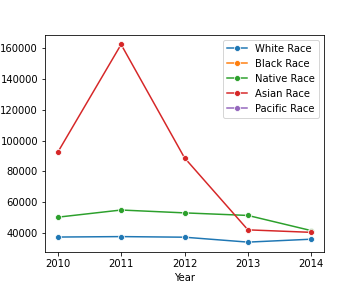 White Race
Black Race
Native Race
Asian Race
Pacific Race
160000
140000
120000
100000
80000
60000
40000
2010 2011 2012 2013 2014
Year